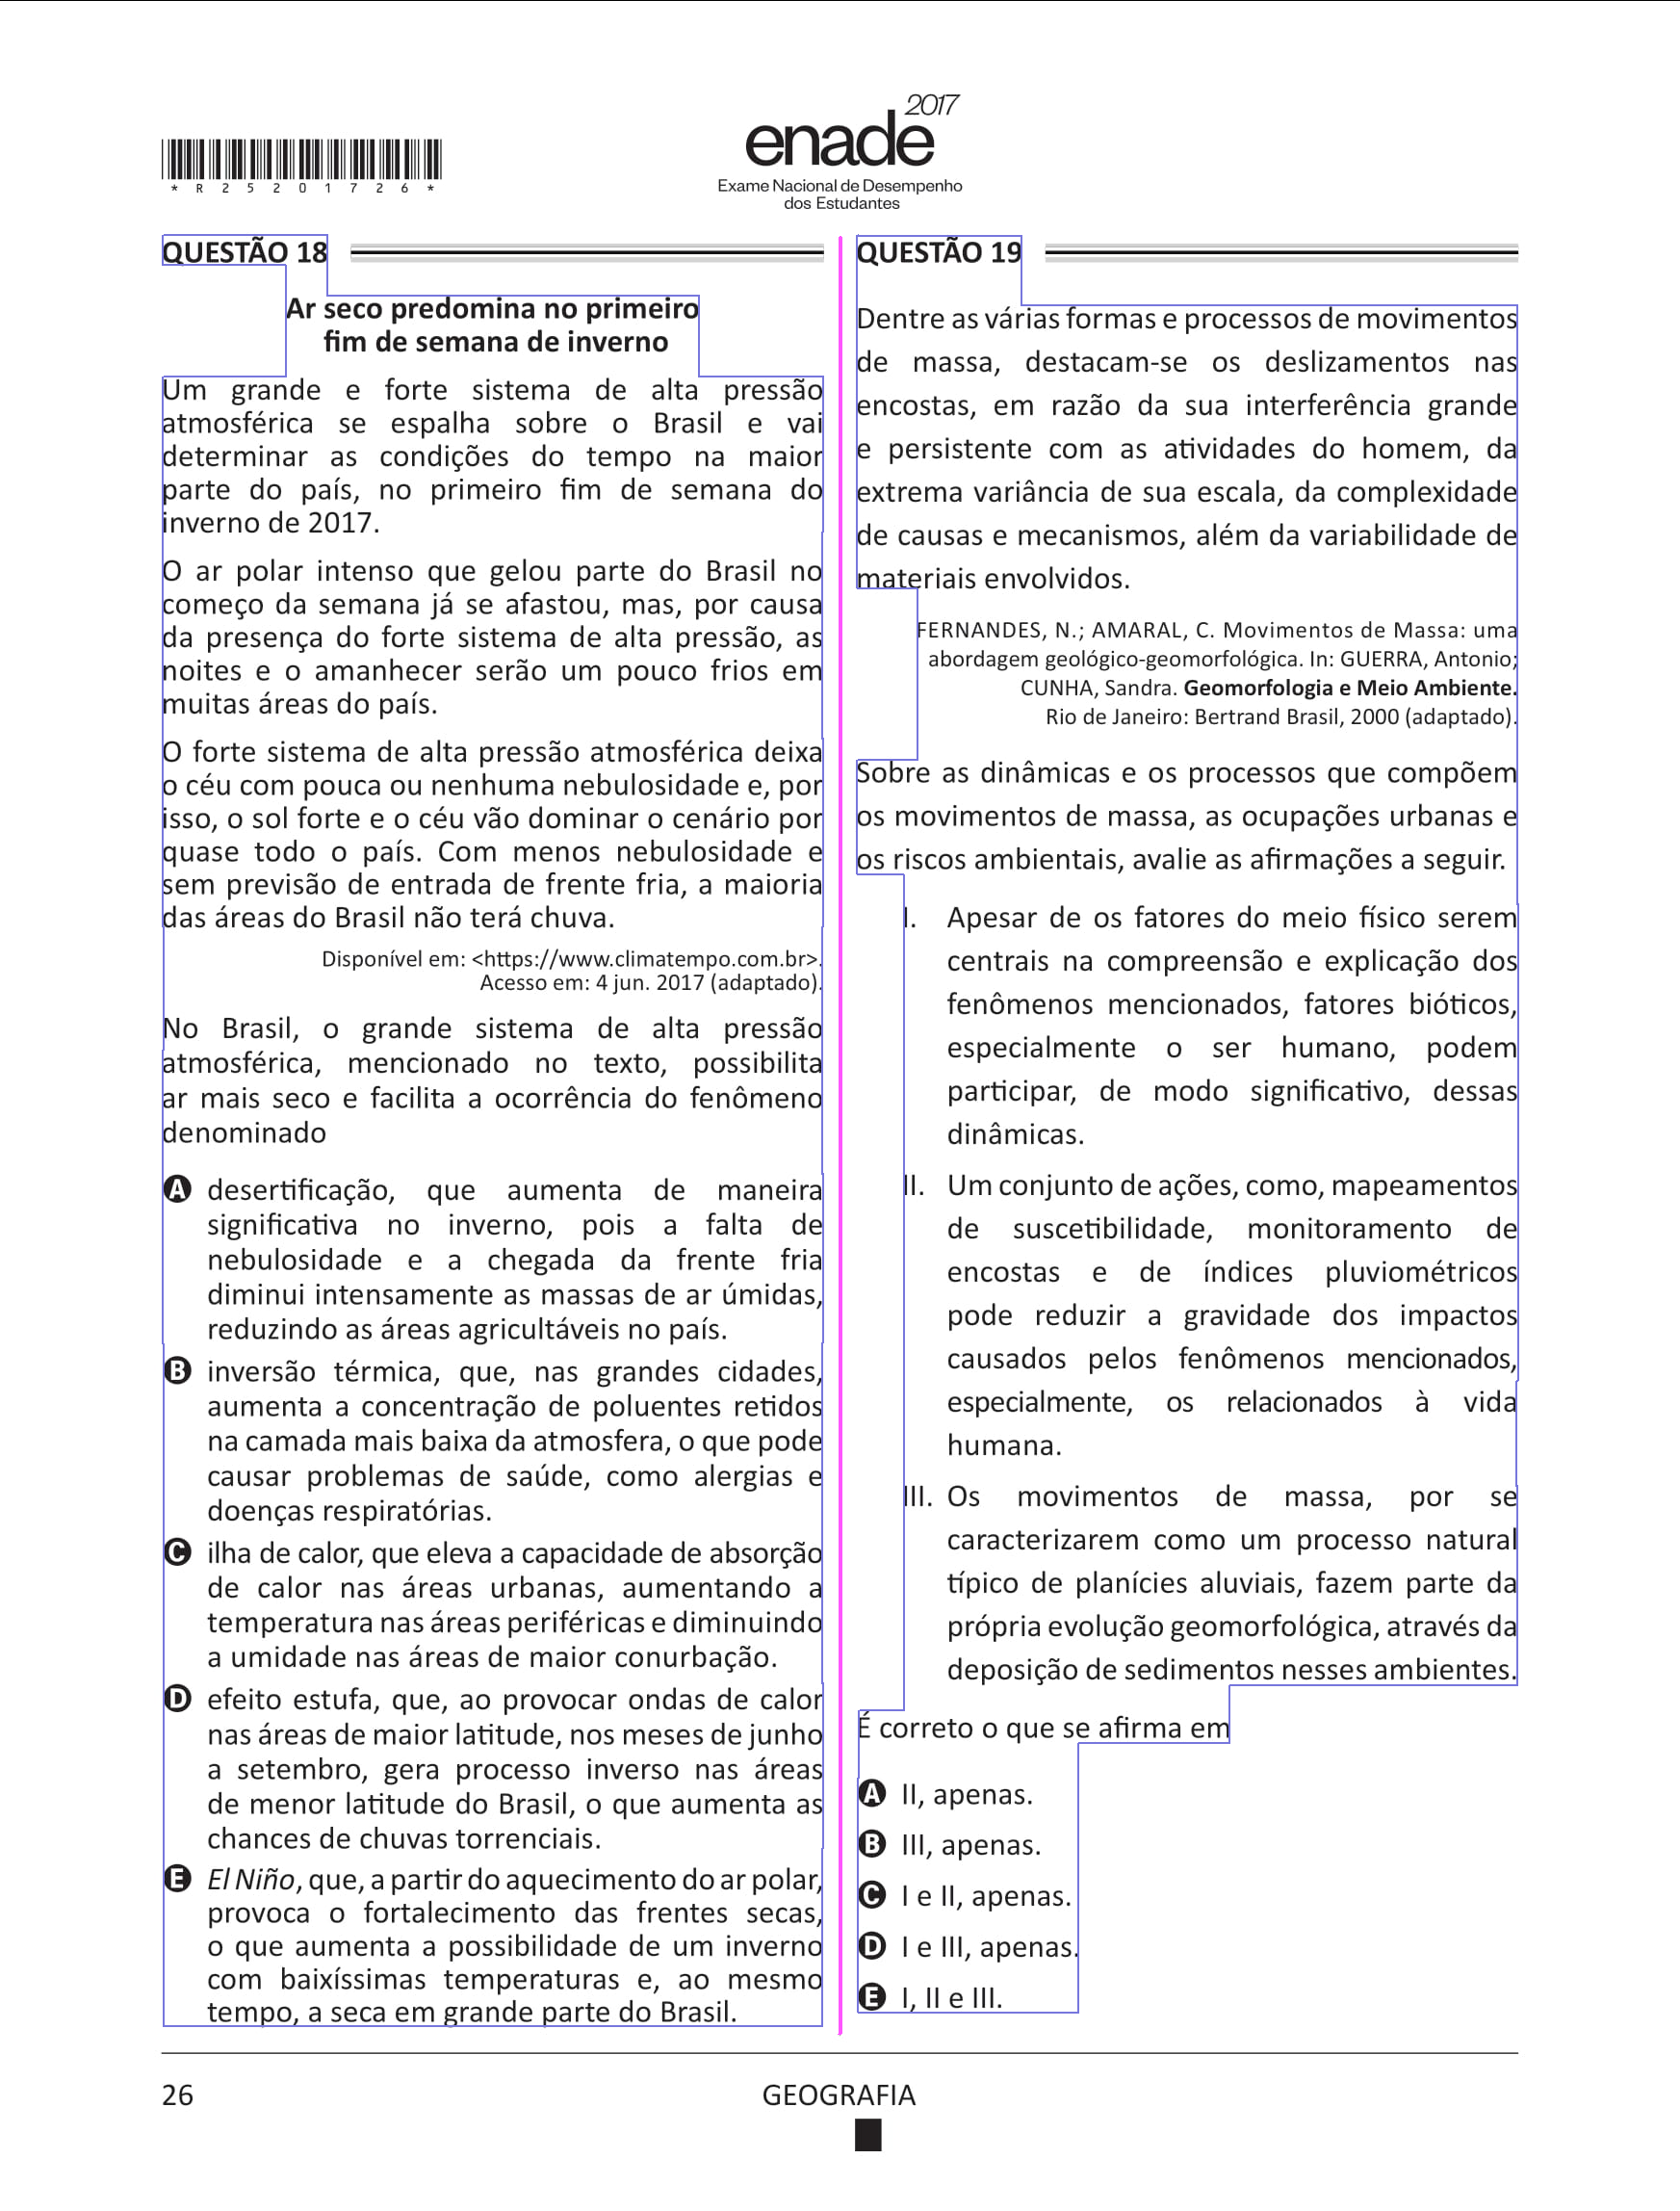 enade 2017
Exame Nacional de Desempenho
dos Estudantes
*R25201726*
QUESTÃO 18
Ar seco predomina no primeiro
fim de semana de inverno
Um grande e forte sistema de alta pressão
atmosférica se espalha sobre o Brasil e vai
determinar as condições do tempo na maior
parte do país, no primeiro fim de semana do
inverno de 2017.
O ar polar intenso que gelou parte do Brasil no
começo da semana já se afastou, mas, por causa
da presença do forte sistema de alta pressão, as
noites e o amanhecer serão um pouco frios em
muitas áreas do país.
O forte sistema de alta pressão atmosférica deixa
o céu com pouca ou nenhuma nebulosidade e, por
isso, o sol forte e o céu vão dominar o cenário por
quase todo o país. Com menos nebulosidade e
sem previsão de entrada de frente fria, a maioria
das áreas do Brasil não terá chuva.
Disponível em: <https://www.climatempo.com.br>.
Acesso em: 4 jun. 2017 (adaptado).
No Brasil, o grande sistema de alta pressão
atmosférica, mencionado no texto, possibilita
ar mais seco e facilita a ocorrência do fenômeno
denominado
A desertificação, que aumenta de maneira
significativa no inverno, pois a falta de
nebulosidade e a chegada da frente fria
diminui intensamente as massas de ar úmidas,
reduzindo as áreas agricultáveis no país.
B inversão térmica, que, nas grandes cidades,
aumenta a concentração de poluentes retidos
na camada mais baixa da atmosfera, o que pode
causar problemas de saúde, como alergias e
doenças respiratórias.
C ilha de calor, que eleva a capacidade de absorção
de calor nas áreas urbanas, aumentando a
temperatura nas áreas periféricas e diminuindo
a umidade nas áreas de maior conurbação.
D efeito estufa, que, ao provocar ondas de calor
nas áreas de maior latitude, nos meses de junho
a setembro, gera processo inverso nas áreas
de menor latitude do Brasil, o que aumenta as
chances de chuvas torrenciais.
E El Niño, que, a partir do aquecimento do ar polar,
provoca o fortalecimento das frentes secas,
o que aumenta a possibilidade de um inverno
com baixíssimas temperaturas e, ao mesmo
tempo, a seca em grande parte do Brasil.
QUESTÃO 19
Dentre as várias formas e processos de movimentos
de massa, destacam-se os deslizamentos nas
encostas, em razão da sua interferência grande
e persistente com as atividades do homem, da
extrema variância de sua escala, da complexidade
de causas e mecanismos, além da variabilidade de
materiais envolvidos.
FERNANDES, N.; AMARAL, C. Movimentos de Massa: uma
abordagem geológico-geomorfológica. In: GUERRA, Antonio;
CUNHA, Sandra. Geomorfologia e Meio Ambiente.
Rio de Janeiro: Bertrand Brasil, 2000 (adaptado).
Sobre as dinâmicas e os processos que compõem
os movimentos de massa, as ocupações urbanas e
os riscos ambientais, avalie as afirmações a seguir.
I. Apesar de os fatores do meio físico serem
centrais na compreensão e explicação dos
fenômenos mencionados, fatores bióticos,
especialmente o ser humano, podem
participar, de modo significativo, dessas
dinâmicas.
II. Um conjunto de ações, como, mapeamentos
de suscetibilidade, monitoramento de
encostas e de índices pluviométricos
pode reduzir a gravidade dos impactos
causados pelos fenômenos mencionados,
especialmente, os relacionados à vida
humana.
III. Os movimentos de massa, por se
caracterizarem como um processo natural
típico de planícies aluviais, fazem parte da
própria evolução geomorfológica, através da
deposição de sedimentos nesses ambientes.
É correto o que se afirma em
A II, apenas.
B III, apenas.
C I e II, apenas.
D I e III, apenas.
E I, II e III.
26
GEOGRAFIA